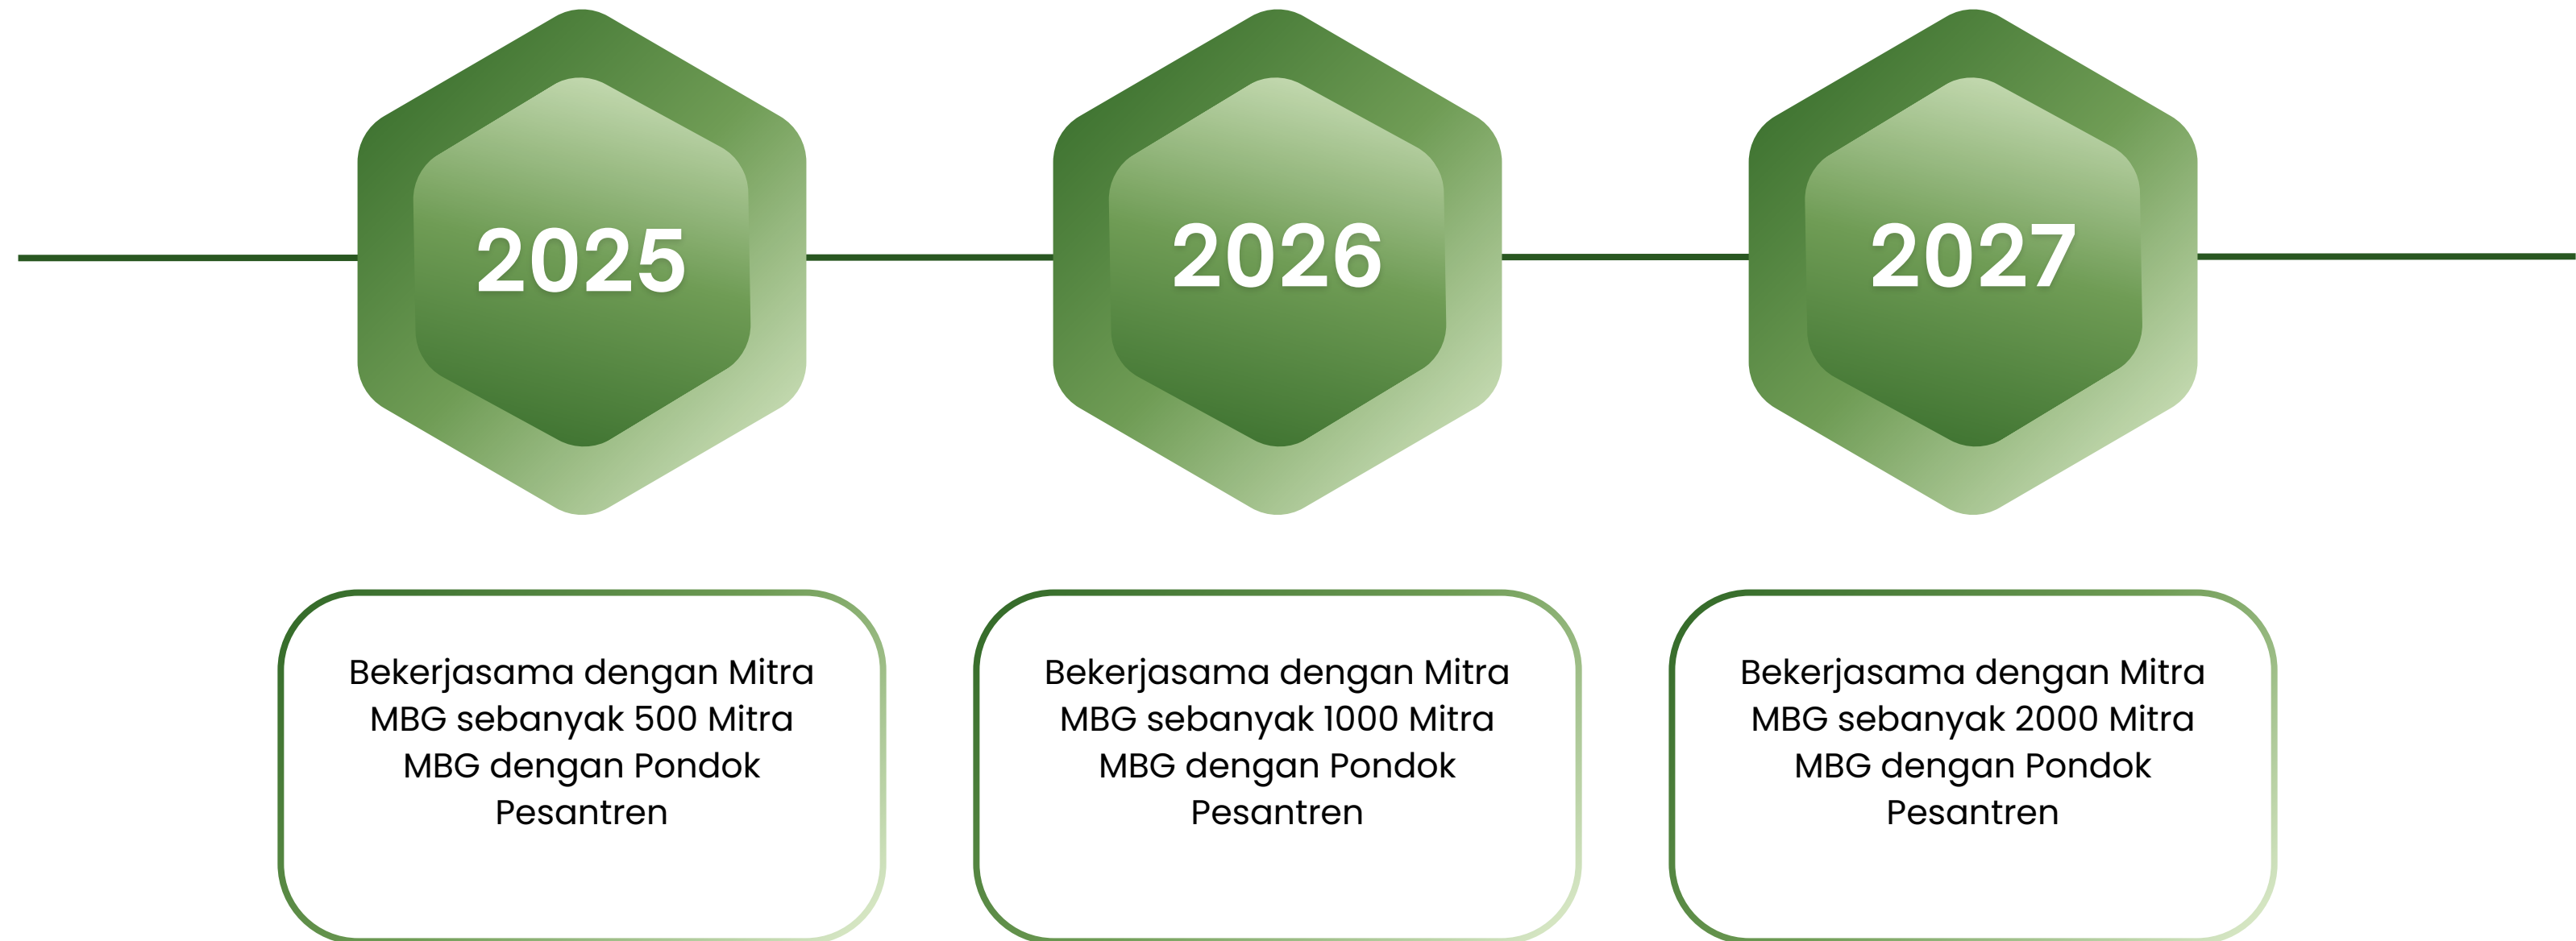 2025
2026
2027
Bekerjasama dengan Mitra
MBG sebanyak 500 Mitra
MBG dengan Pondok
Pesantren
Bekerjasama dengan Mitra
MBG sebanyak 1000 Mitra
MBG dengan Pondok
Pesantren
Bekerjasama dengan Mitra
MBG sebanyak 2000 Mitra
MBG dengan Pondok
Pesantren